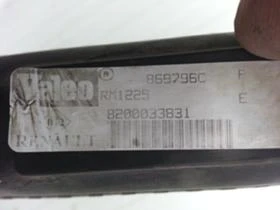 Valeo ® 869796C F
RM1225 E
8200033831
RENAULT